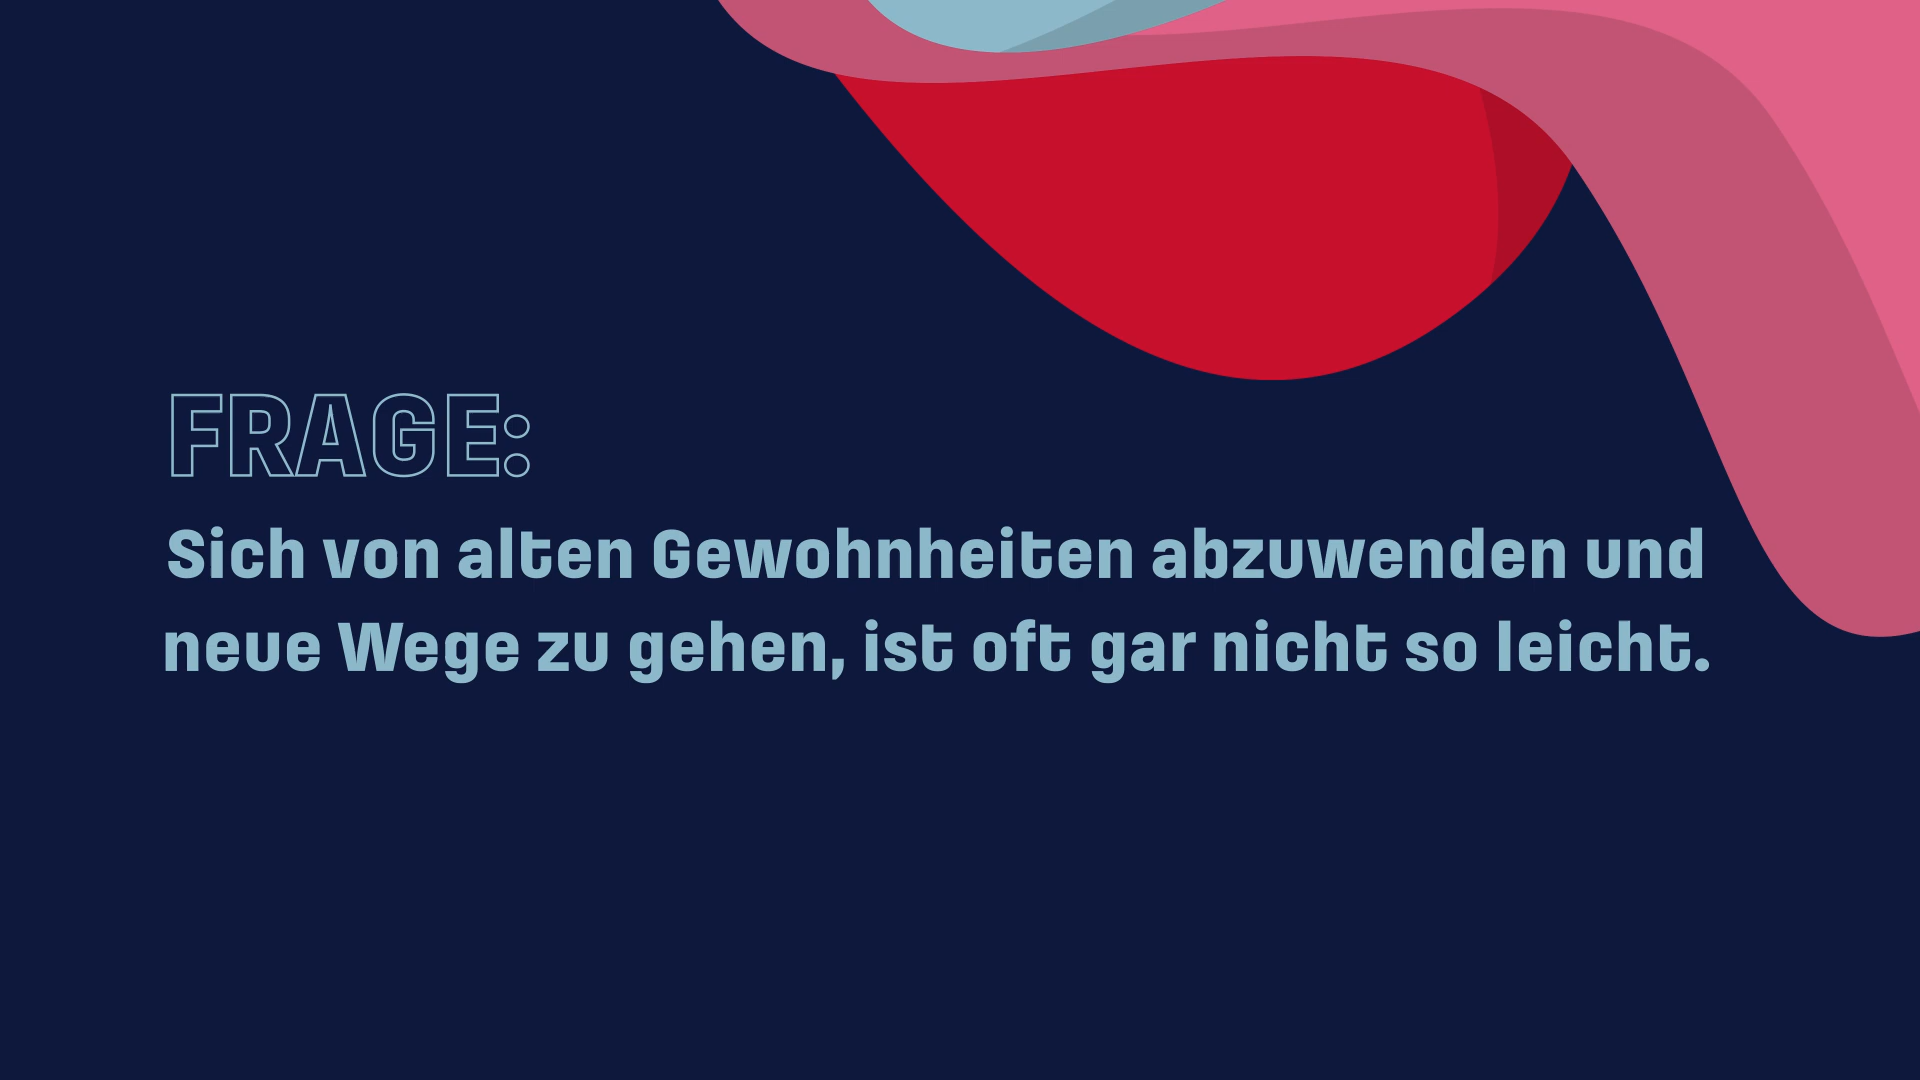 FRAGE:
Sich von alten Gewohnheiten abzuwenden und
neue Wege zu gehen, ist oft gar nicht so leicht.